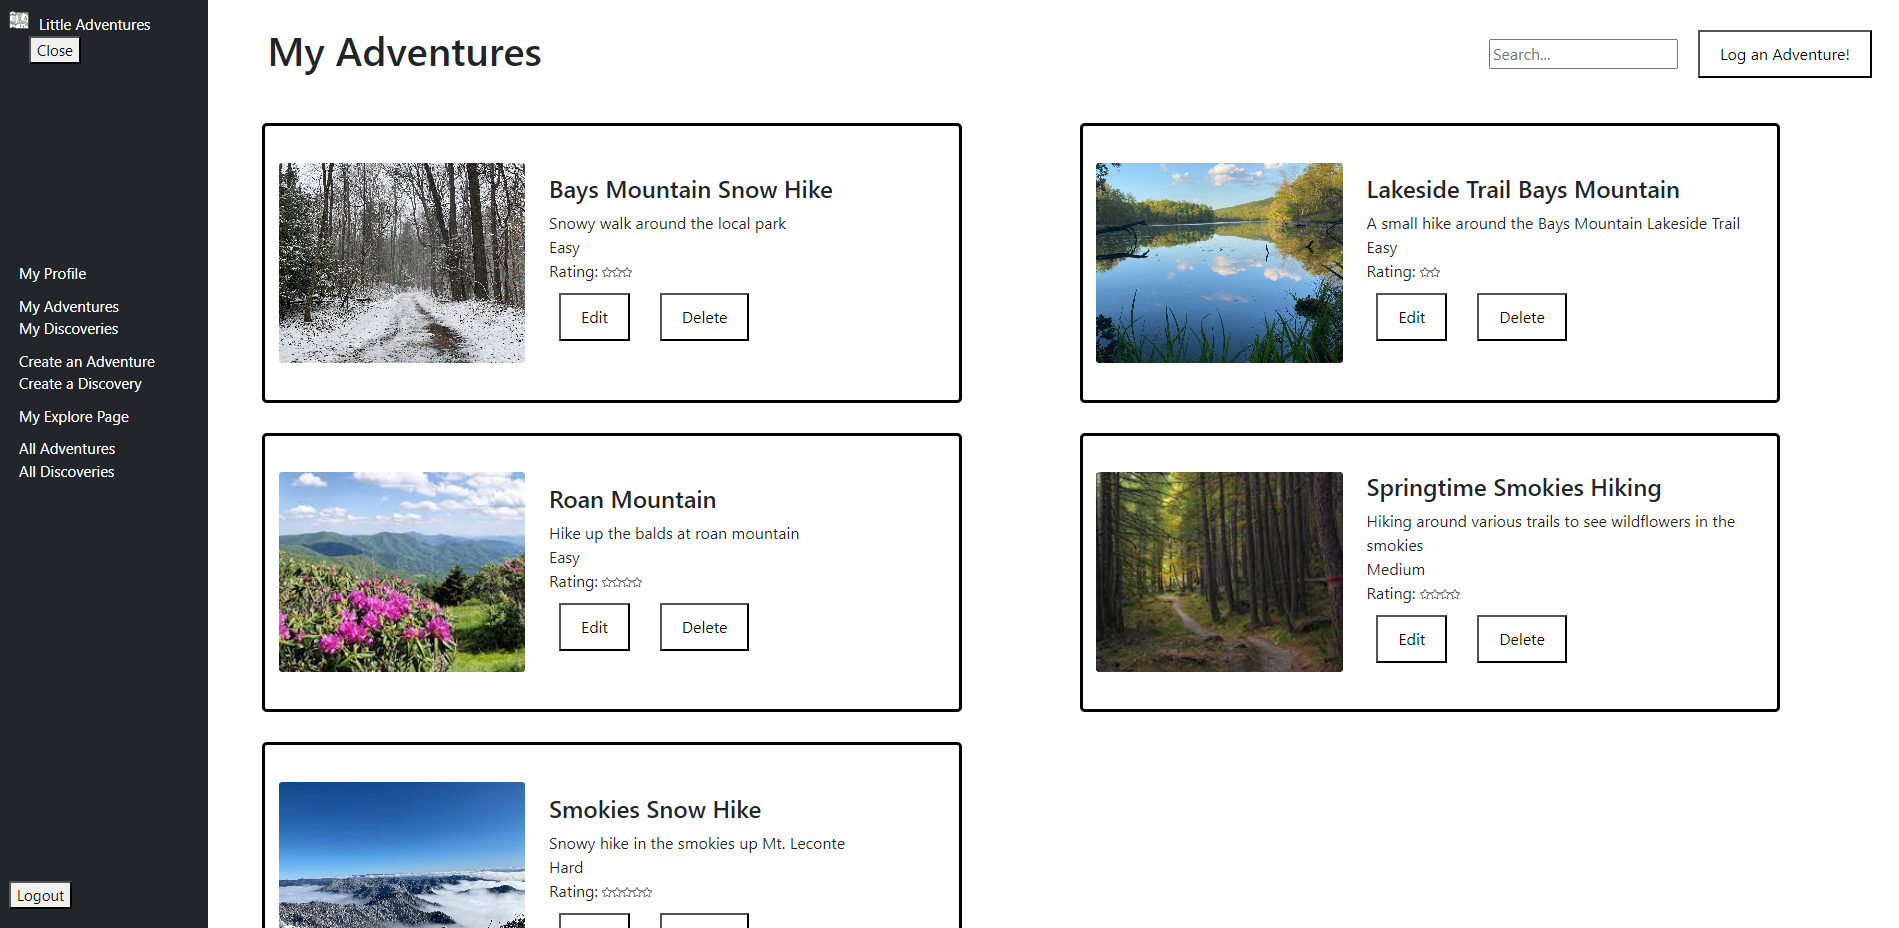 Little Adventures
Close
My Profile
My Adventures
My Discoveries
Create an Adventure
Create a Discovery
My Explore Page
All Adventures
All Discoveries
Logout
My Adventures
Search...
Log an Adventure!
Bays Mountain Snow Hike
Snowy walk around the local park
Easy
Rating: ☆☆☆
Edit Delete
Lakeside Trail Bays Mountain
A small hike around the Bays Mountain Lakeside Trail
Easy
Rating: ☆☆
Edit Delete
Roan Mountain
Hike up the balds at roan mountain
Easy
Rating: ☆☆☆☆
Edit Delete
Springtime Smokies Hiking
Hiking around various trails to see wildflowers in the
smokies
Medium
Rating: ☆☆☆☆
Edit Delete
Smokies Snow Hike
Snowy hike in the smokies up Mt. Leconte
Hard
Rating: ☆☆☆☆☆